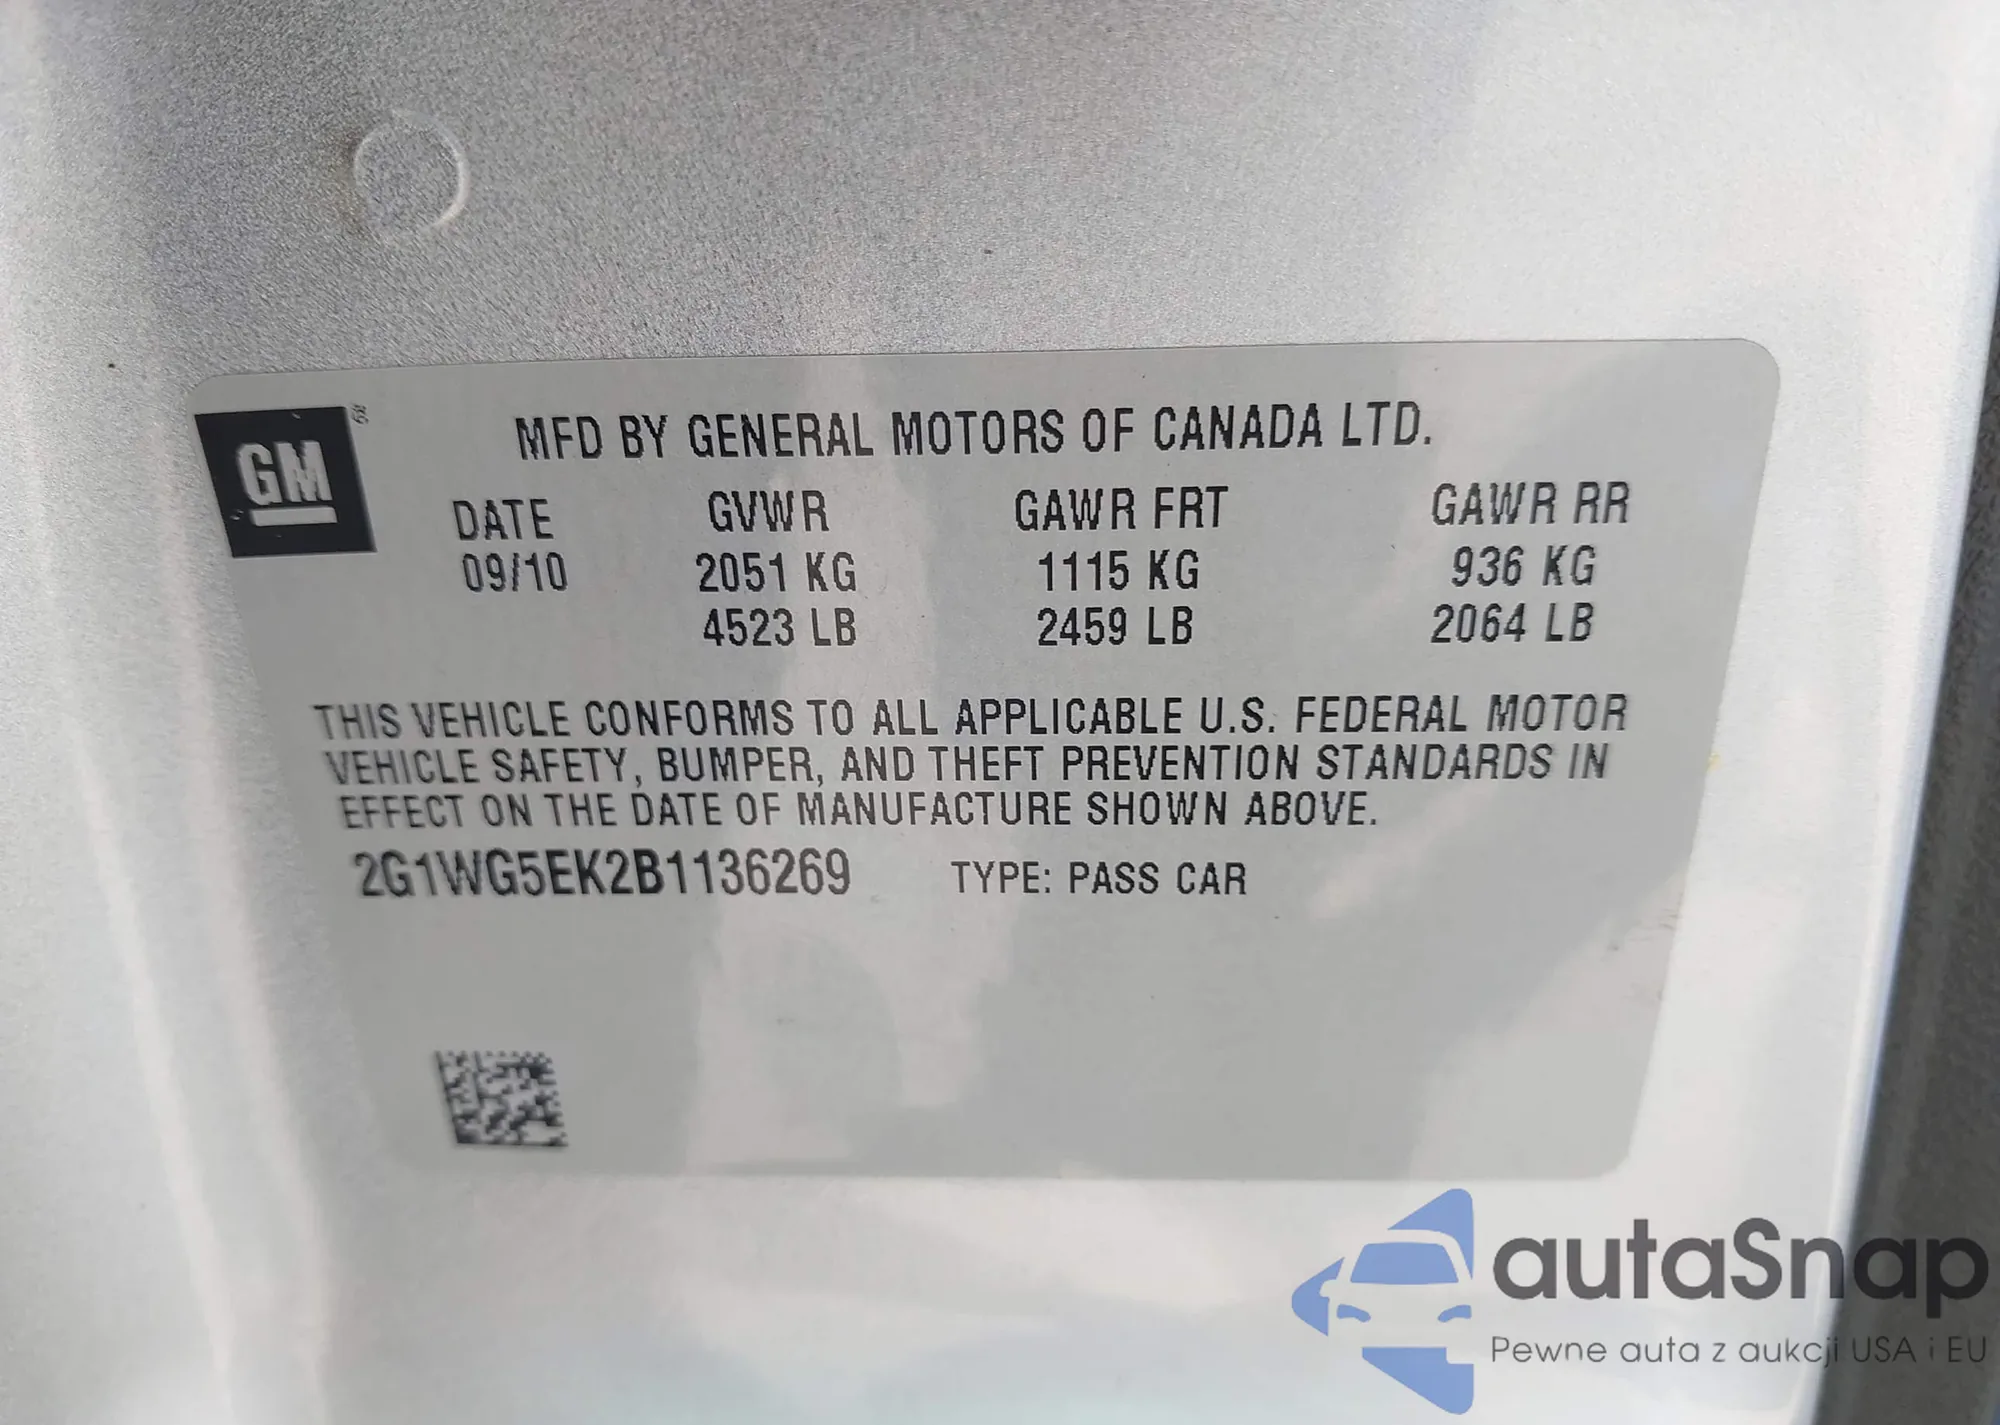 GM
MFD BY GENERAL MOTORS OF CANADA LTD.
DATE GVWR GAWR FRT GAWR RR
09/10 2051 KG 1115 KG 936 KG
4523 LB 2459 LB 2064 LB
THIS VEHICLE CONFORMS TO ALL APPLICABLE U.S. FEDERAL MOTOR
VEHICLE SAFETY, BUMPER, AND THEFT PREVENTION STANDARDS IN
EFFECT ON THE DATE OF MANUFACTURE SHOWN ABOVE.
2G1WG5EK2B1136269 TYPE: PASS CAR
autaSnap
Pewne auta z aukcji USA i EU